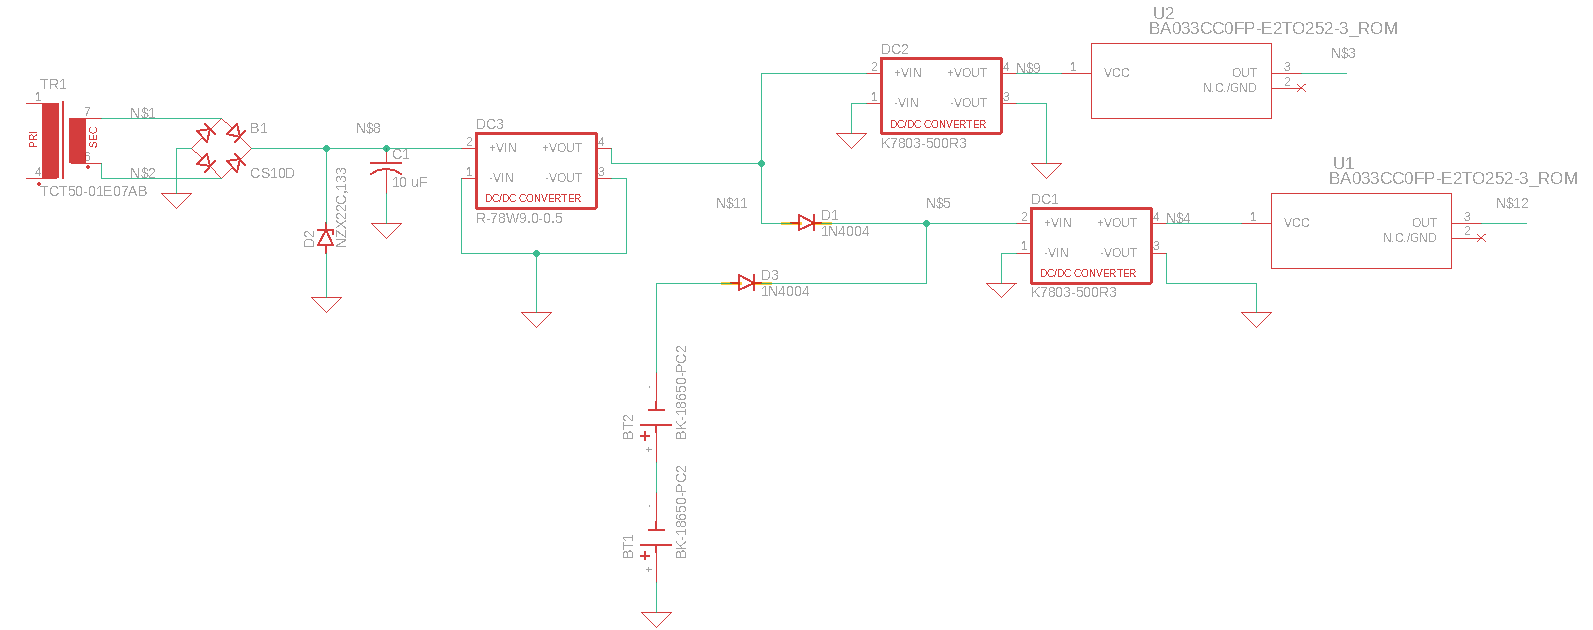 U2
BA033CC0FP-E2TO252-3_ROM
DC2
2 +VIN +VOUT 4 N$9 1 VCC OUT 3 N$3
N.C./GND 2
1 -VIN -VOUT 3
DC/DC CONVERTER
K7803-500R3
TR1
1
PRI
SEC
7
6
4
TCT50-01E07AB
N$1
N$2
B1
CS10D
N$8
D2
NZX22C,133
C1
10 uF
DC3
2 +VIN +VOUT 4
1 -VIN -VOUT 3
DC/DC CONVERTER
R-78W9.0-0.5
N$11
D1
1N4004
N$5
D3
1N4004
U1
BA033CC0FP-E2TO252-3_ROM
DC1
2 +VIN +VOUT 4 N$4 1 VCC OUT 3 N$12
N.C./GND 2
1 -VIN -VOUT 3
DC/DC CONVERTER
K7803-500R3
-
BT2
+
+
BK-18650-PC2
-
BT1
+
+
BK-18650-PC2